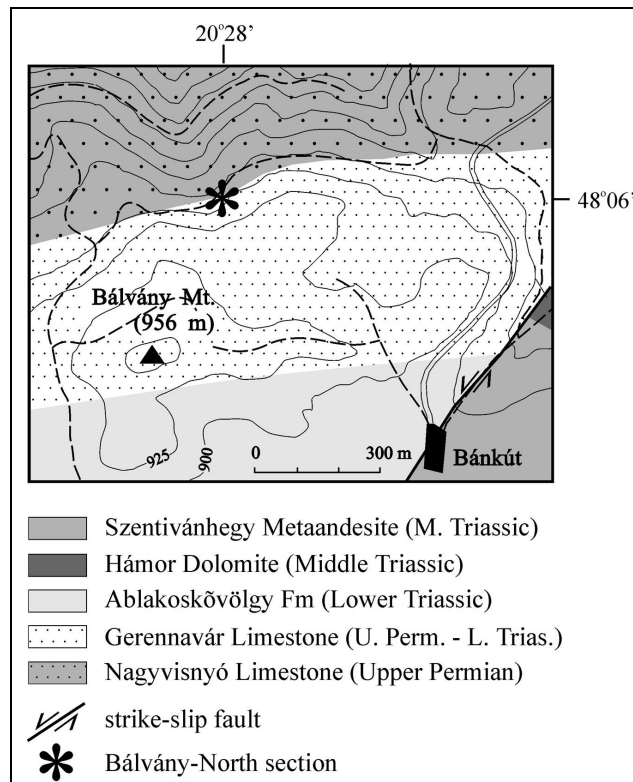 20°28'
48°06'
Bálvány Mt.
(956 m)
925
900
0 300 m
Bánkút
Szentivánhegy Metaandesite (M. Triassic)
Hámor Dolomite (Middle Triassic)
Ablakoskõvölgy Fm (Lower Triassic)
Gerennavár Limestone (U. Perm. - L. Trias.)
Nagyvisnyó Limestone (Upper Permian)
strike-slip fault
Bálvány-North section